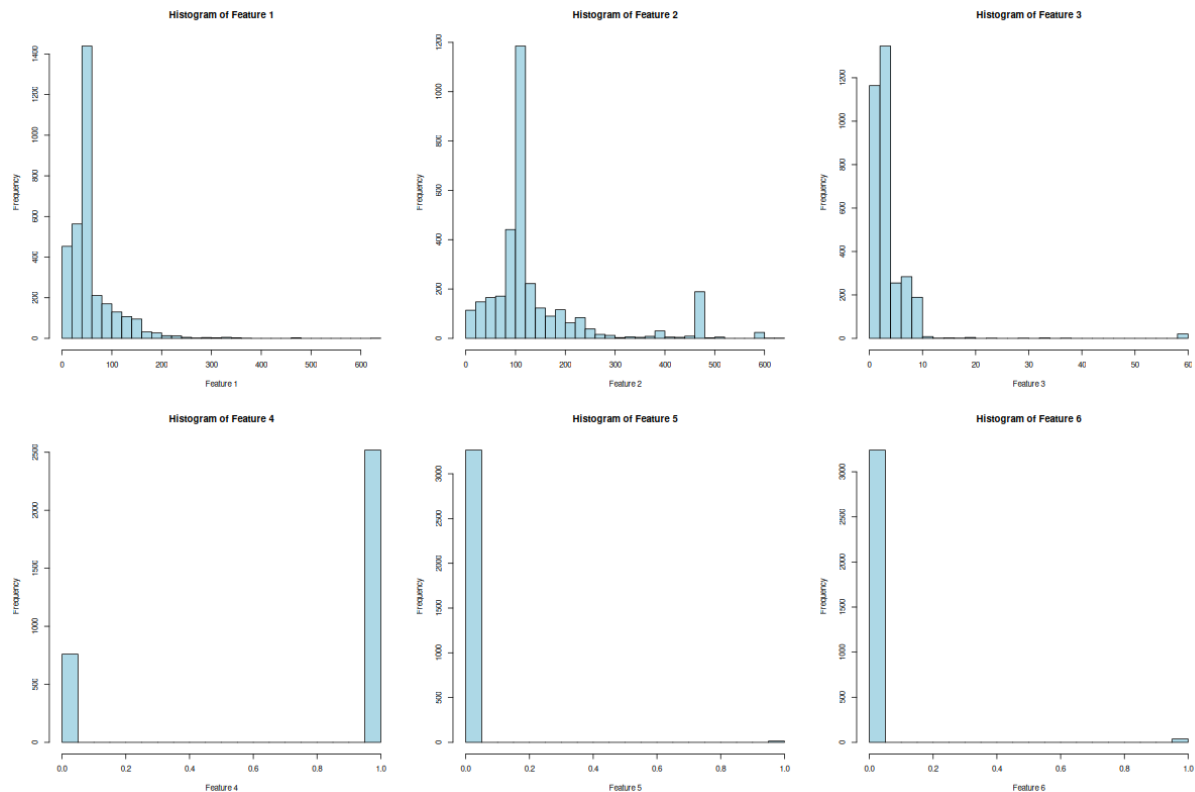 Histogram of Feature 1
Frequency
0
200
400
600
800
1000
1200
1400
0 100 200 300 400 500 600
Feature 1
Histogram of Feature 2
Frequency
0
200
400
600
800
1000
1200
0 100 200 300 400 500 600
Feature 2
Histogram of Feature 3
Frequency
0
200
400
600
800
1000
1200
0 10 20 30 40 50 60
Feature 3
Histogram of Feature 4
Frequency
0
500
1000
1500
2000
2500
0.0 0.2 0.4 0.6 0.8 1.0
Feature 4
Histogram of Feature 5
Frequency
0
500
1000
1500
2000
2500
3000
0.0 0.2 0.4 0.6 0.8 1.0
Feature 5
Histogram of Feature 6
Frequency
0
500
1000
1500
2000
2500
3000
0.0 0.2 0.4 0.6 0.8 1.0
Feature 6